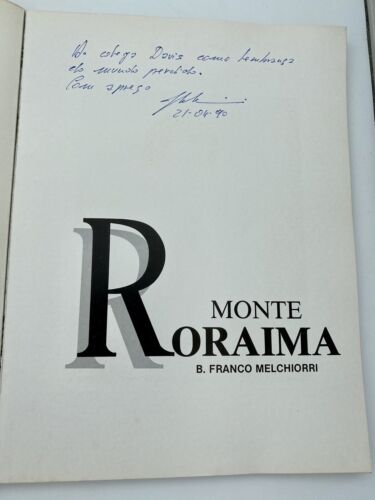 Ao colega Davis como lembrança
do mundo perdido.
Com apreço
21-04-90
MONTE
RORAIMA
B. FRANCO MELCHIORRI